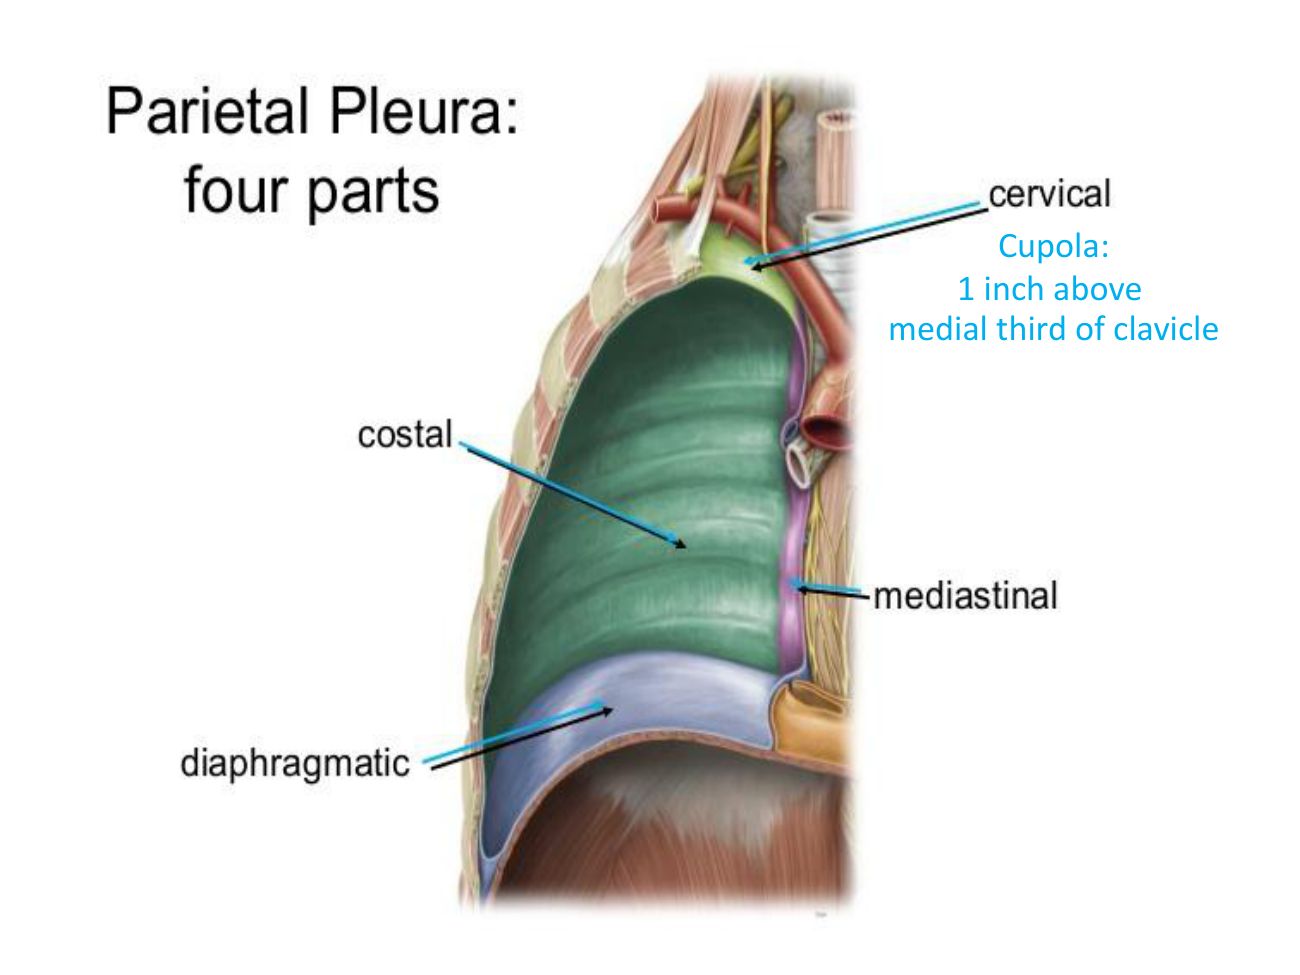 Parietal Pleura:
four parts
cervical
Cupola:
1 inch above
medial third of clavicle
costal
mediastinal
diaphragmatic